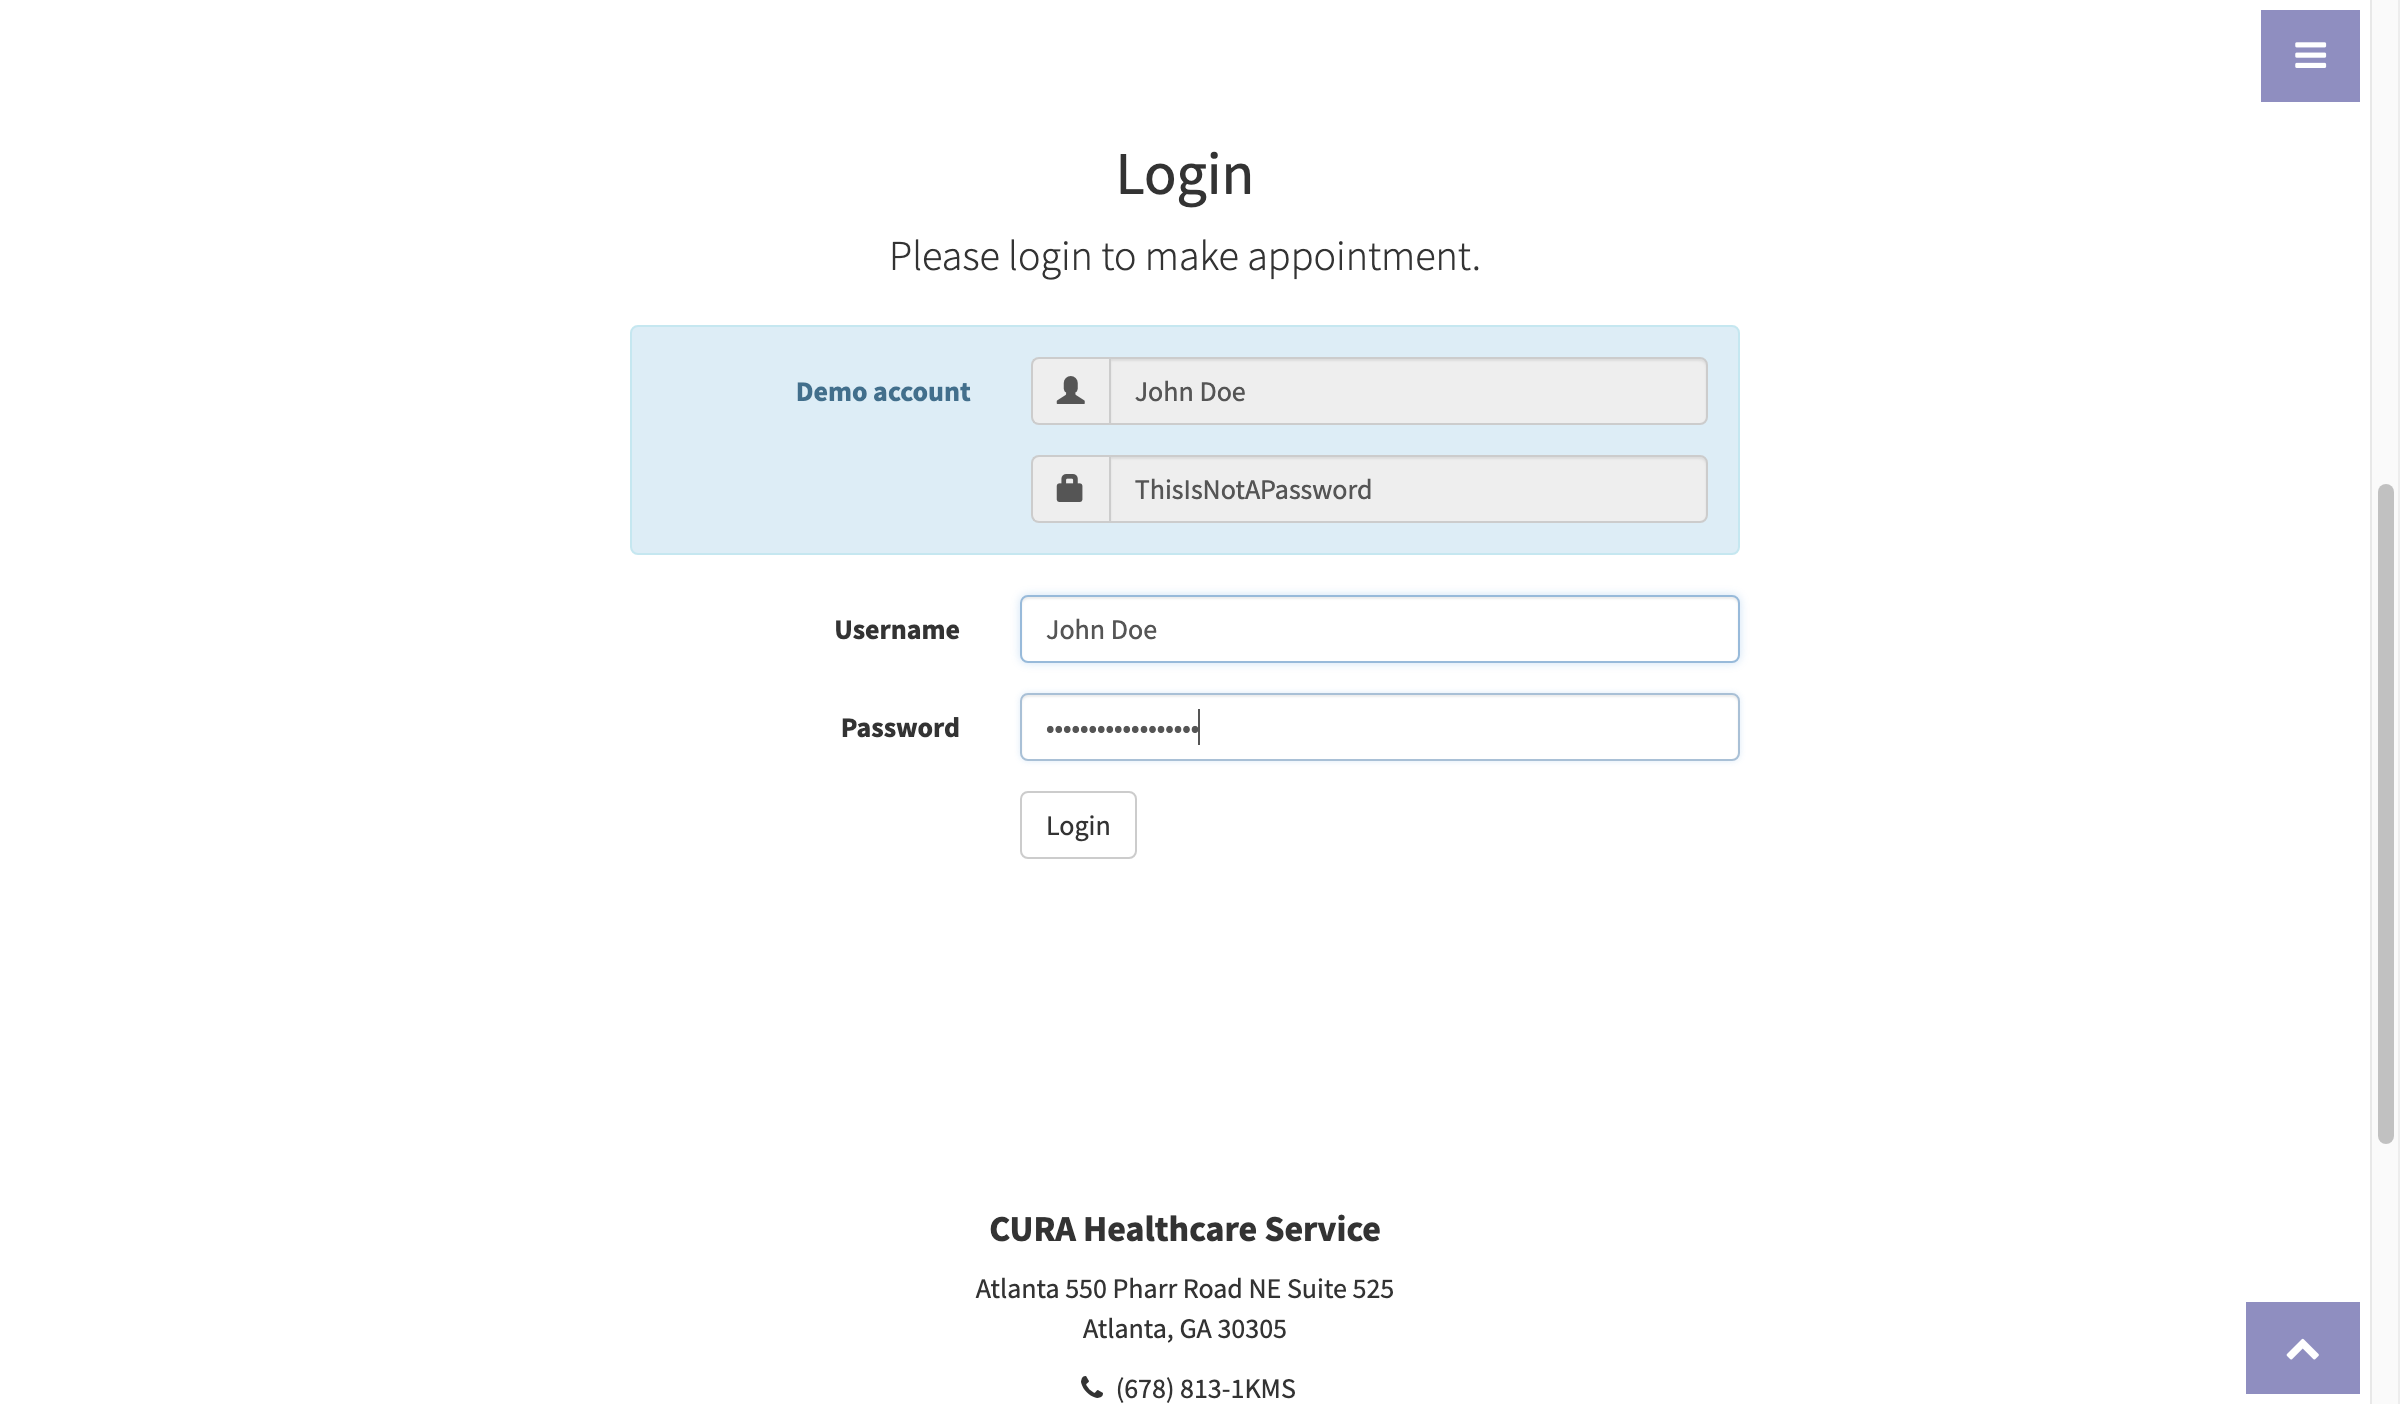 Login
Please login to make appointment.
Demo account
John Doe
ThisIsNotAPassword
Username
John Doe
Password
••••••••••••••••••
Login
CURA Healthcare Service
Atlanta 550 Pharr Road NE Suite 525
Atlanta, GA 30305
(678) 813-1KMS